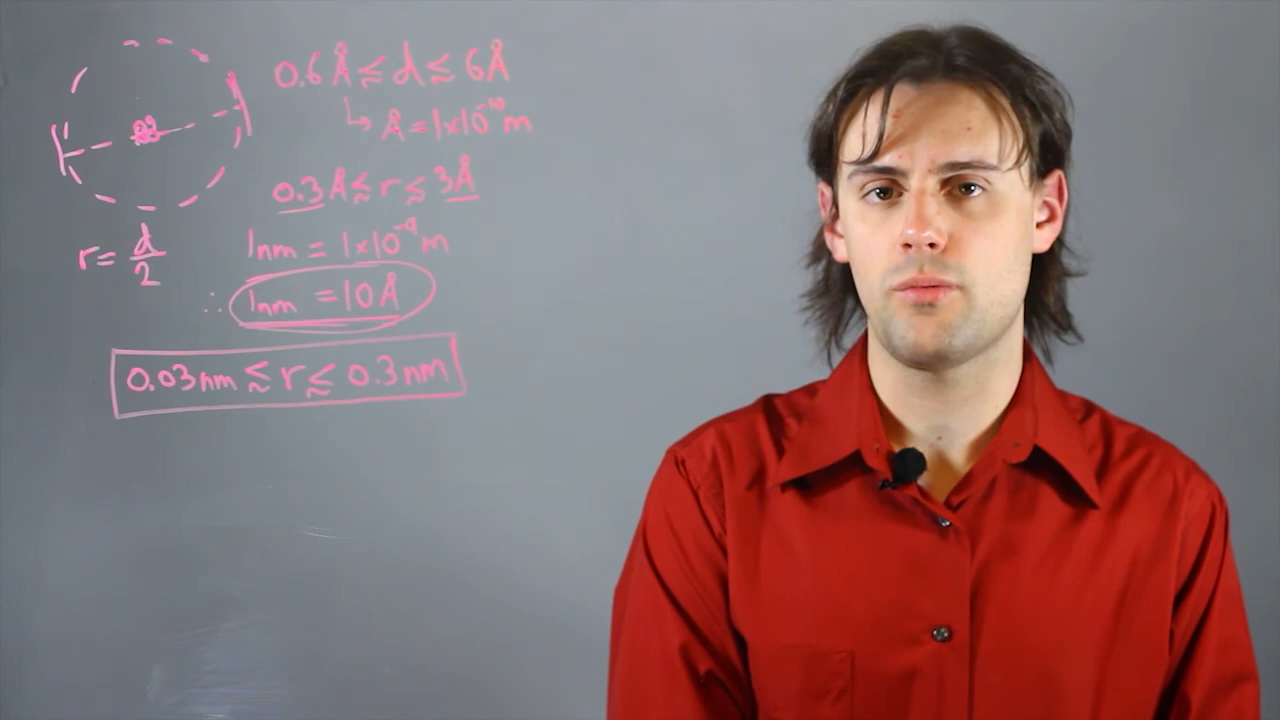 0.6Å ≲ d ≲ 6Å
↳ Å = 1×10⁻¹⁰ m
0.3Å ≲ r ≲ 3Å
r = d/2
1nm = 1×10⁻⁹ m
∴ 1nm = 10Å
0.03nm ≲ r ≲ 0.3nm